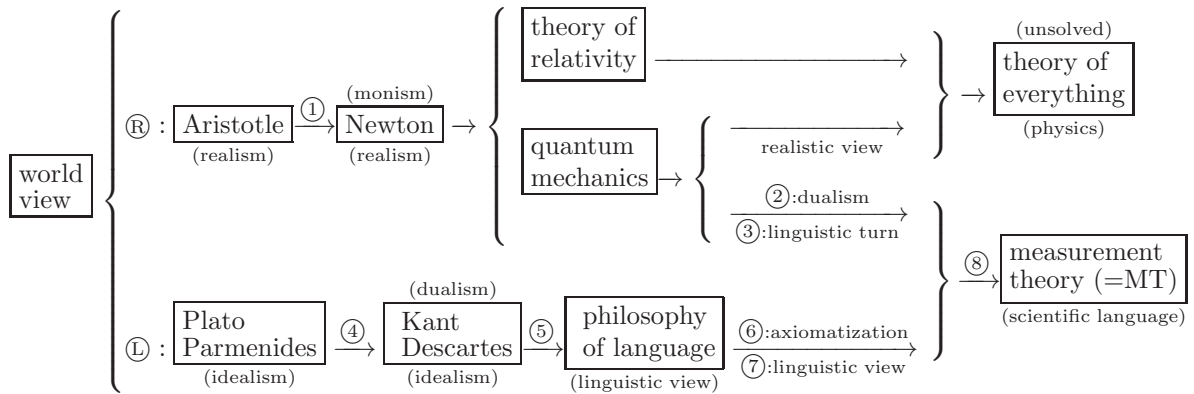 world
view
Ⓡ :
Aristotle
(realism)
①
(monism)
Newton
(realism)
theory of
relativity
quantum
mechanics
realistic view
②:dualism
③:linguistic turn
(unsolved)
theory of
everything
(physics)
Ⓛ :
Plato
Parmenides
(idealism)
④
(dualism)
Kant
Descartes
(idealism)
⑤
philosophy
of language
(linguistic view)
⑥:axiomatization
⑦:linguistic view
⑧
measurement
theory (=MT)
(scientific language)